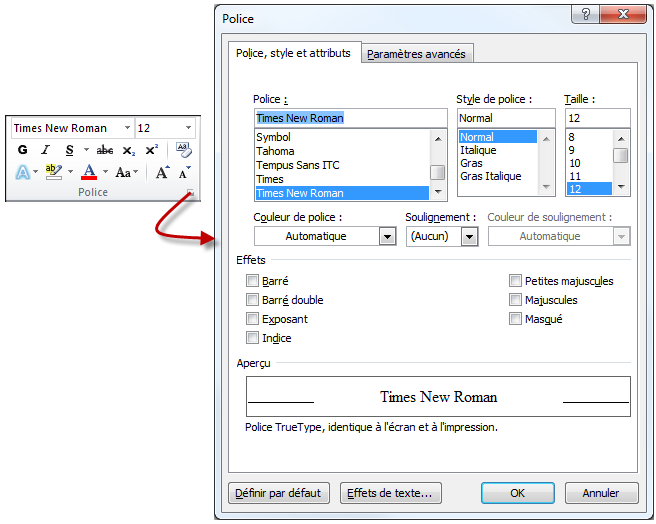 Times New Roman 12
G I S abc x₂ x² Aa
A ab A Aa A A
Police
Police
Police, style et attributs Paramètres avancés
Police : Style de police : Taille :
Times New Roman Normal 12
Symbol Normal 8
Tahoma Italique 9
Tempus Sans ITC Gras 10
Times Gras Italique 11
Times New Roman 12
Couleur de police : Soulignement : Couleur de soulignement :
Automatique (Aucun) Automatique
Effets
Barré Petites majuscules
Barré double Majuscules
Exposant Masqué
Indice
Aperçu
Times New Roman
Police TrueType, identique à l'écran et à l'impression.
Définir par défaut Effets de texte... OK Annuler